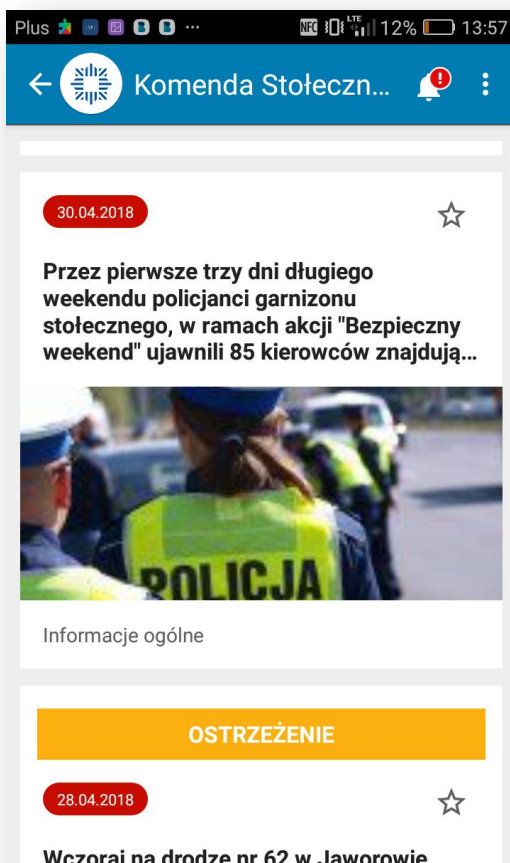 Plus ... NFC LTE 12% 13:57
Komenda Stołeczn...
30.04.2018
Przez pierwsze trzy dni długiego
weekendu policjanci garnizonu
stołecznego, w ramach akcji "Bezpieczny
weekend" ujawnili 85 kierowców znajdują...
POLICJA
Informacje ogólne
OSTRZEŻENIE
28.04.2018
Wczoraj na drodze nr 62 w Jaworowie